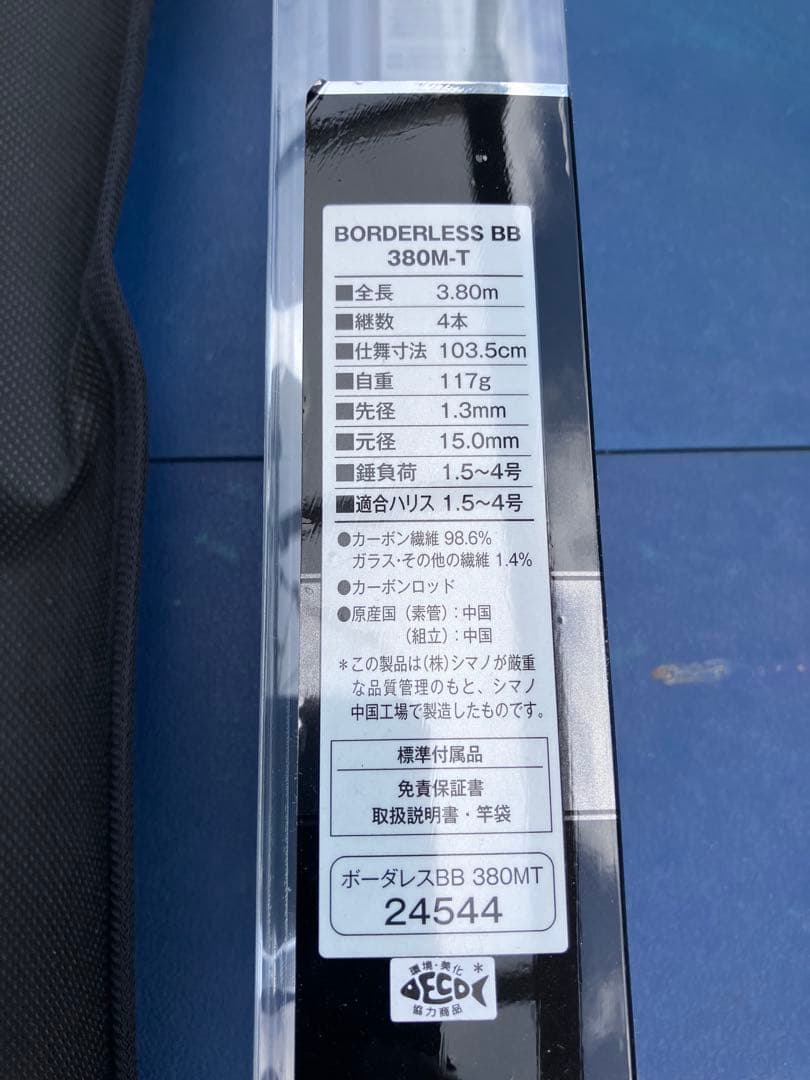 BORDERLESS BB
380M-T
■全長 3.80m
■継数 4本
■仕舞寸法 103.5cm
■自重 117g
■先径 1.3mm
■元径 15.0mm
■錘負荷 1.5〜4号
■適合ハリス 1.5〜4号
●カーボン繊維 98.6%
ガラス・その他の繊維 1.4%
●カーボンロッド
●原産国(素管):中国
(組立):中国
*この製品は(株)シマノが厳重
な品質管理のもと、シマノ
中国工場で製造したものです。
標準付属品
免責保証書
取扱説明書・竿袋
ボーダレスBB 380MT
24544
環境・美化*
DECO
協力商品